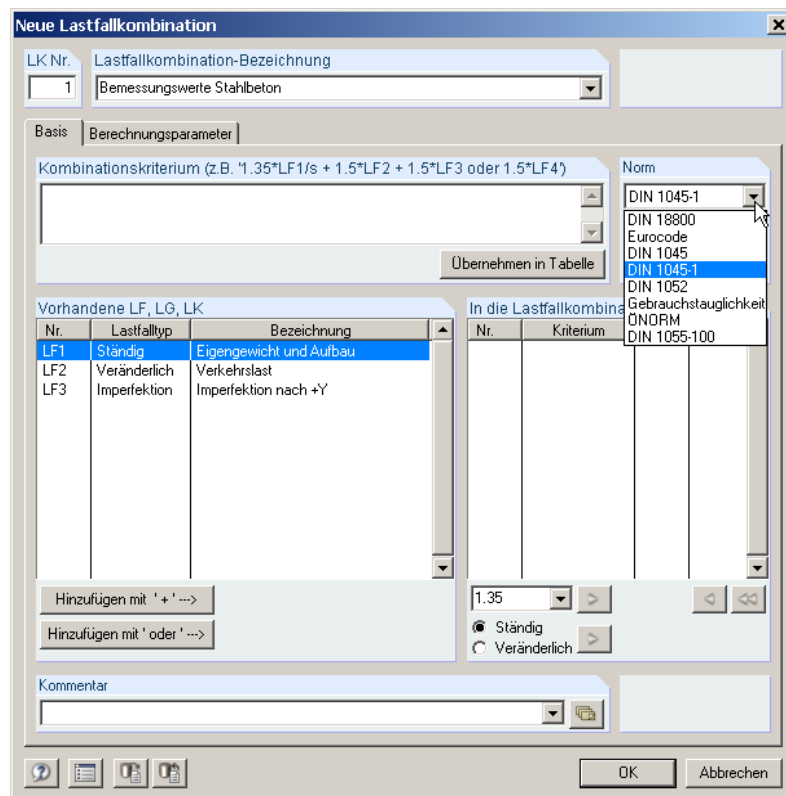 Neue Lastfallkombination
LK Nr.
Lastfallkombination-Bezeichnung
1
Bemessungswerte Stahlbeton
Basis
Berechnungsparameter
Kombinationskriterium (z.B. '1.35*LF1/s + 1.5*LF2 + 1.5*LF3 oder 1.5*LF4')
Norm
DIN 1045-1
DIN 18800
Eurocode
DIN 1045
DIN 1045-1
DIN 1052
Gebrauchstauglichkeit
ÖNORM
DIN 1055-100
Übernehmen in Tabelle
Vorhandene LF, LG, LK
Nr. Lastfalltyp Bezeichnung
LF1 Ständig Eigengewicht und Aufbau
LF2 Veränderlich Verkehrslast
LF3 Imperfektion Imperfektion nach +Y
In die Lastfallkombina
Nr. Kriterium
Hinzufügen mit ' + ' --->
Hinzufügen mit ' oder ' --->
1.35
>
Ständig
Veränderlich
>
Kommentar
OK
Abbrechen